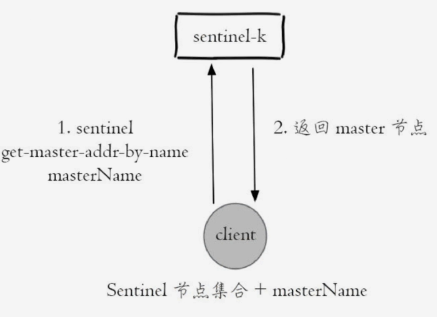 sentinel-k
1. sentinel
get-master-addr-by-name
masterName
2. 返回 master 节点
client
Sentinel 节点集合 + masterName